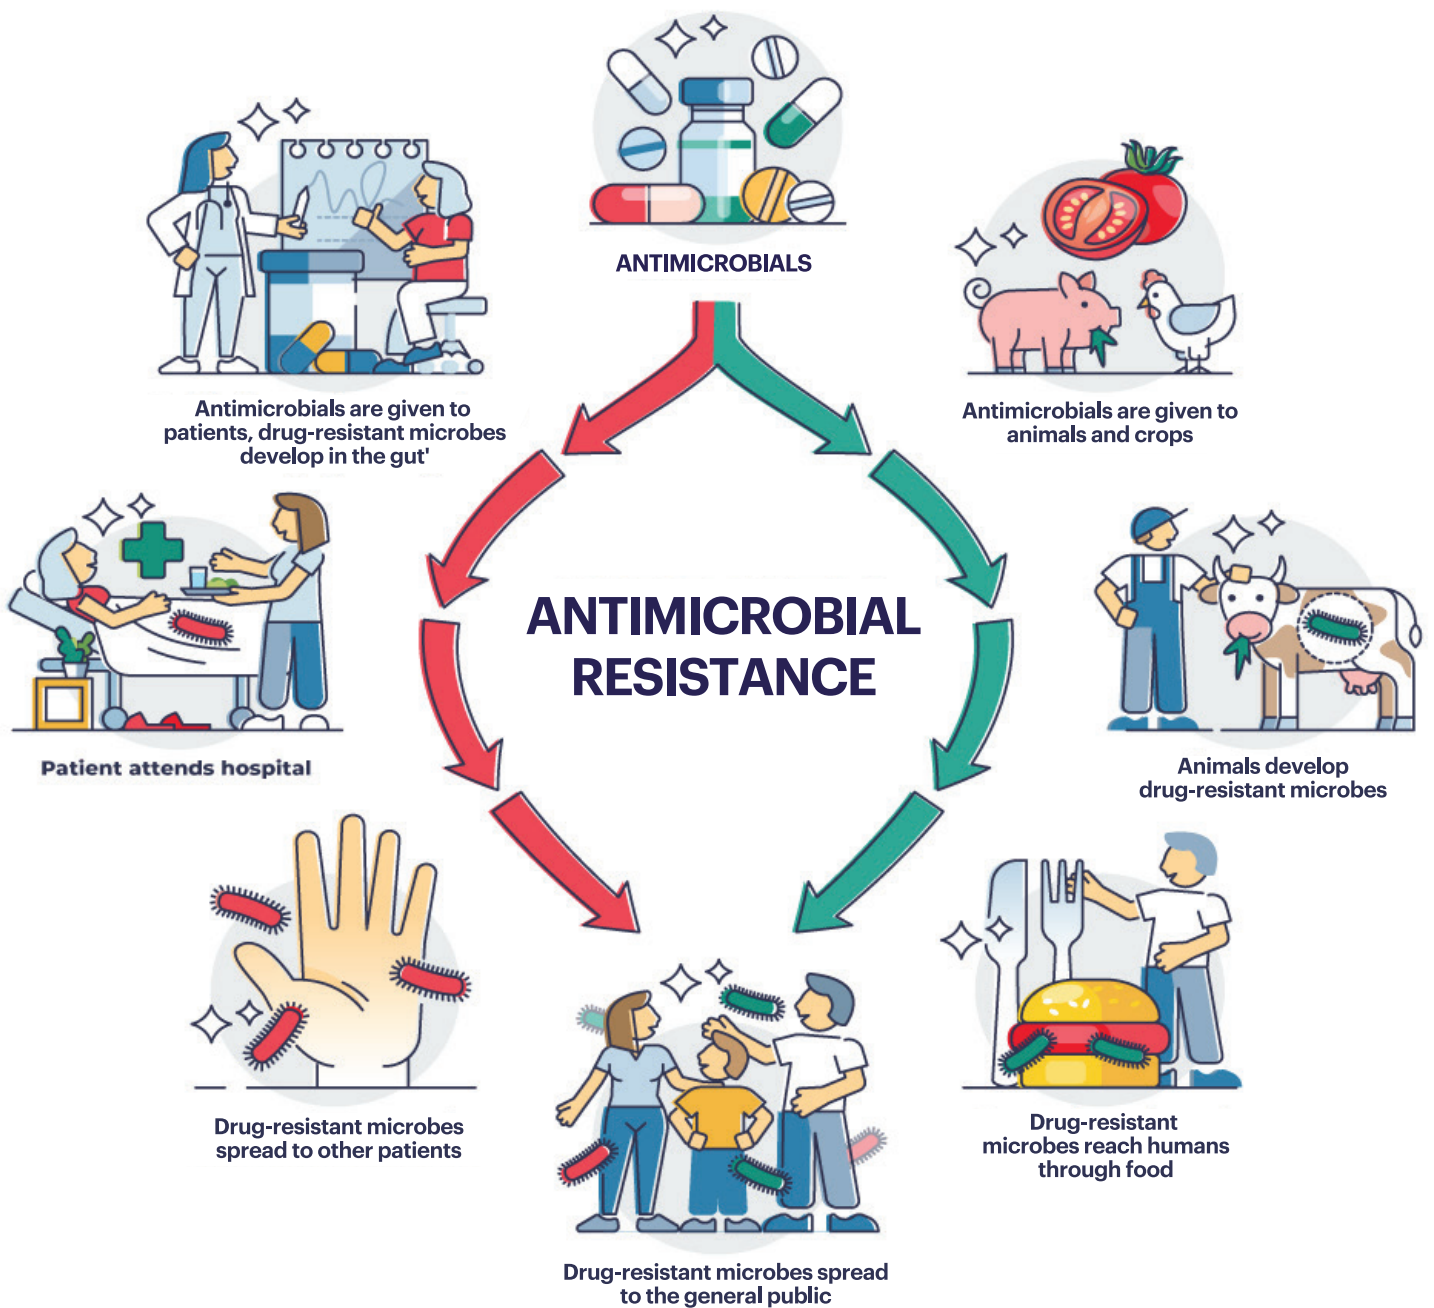 ANTIMICROBIALS
Antimicrobials are given to
patients, drug-resistant microbes
develop in the gut'
Antimicrobials are given to
animals and crops
ANTIMICROBIAL
RESISTANCE
Patient attends hospital
Animals develop
drug-resistant microbes
Drug-resistant microbes
spread to other patients
Drug-resistant
microbes reach humans
through food
Drug-resistant microbes spread
to the general public